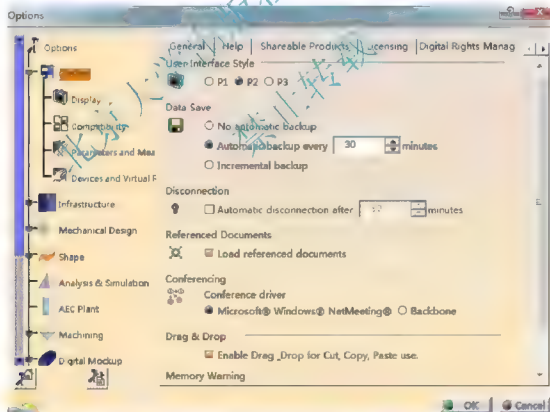 Options
General
Help
Shareable Products
Licensing
Digital Rights Manag
Options
Display
Compatibility
Parameters and Mea
Devices and Virtual F
Infrastructure
Mechanical Design
Shape
Analysis & Simulation
AEC Plant
Machining
Digital Mockup
User Interface Style
P1 P2 P3
Data Save
No automatic backup
Automatic backup every 30 minutes
Incremental backup
Disconnection
Automatic disconnection after minutes
Referenced Documents
Load referenced documents
Conferencing
Conference driver
Microsoft® Windows® NetMeeting® Backbone
Drag & Drop
Enable Drag _Drop for Cut, Copy, Paste use.
Memory Warning
OK
Cancel